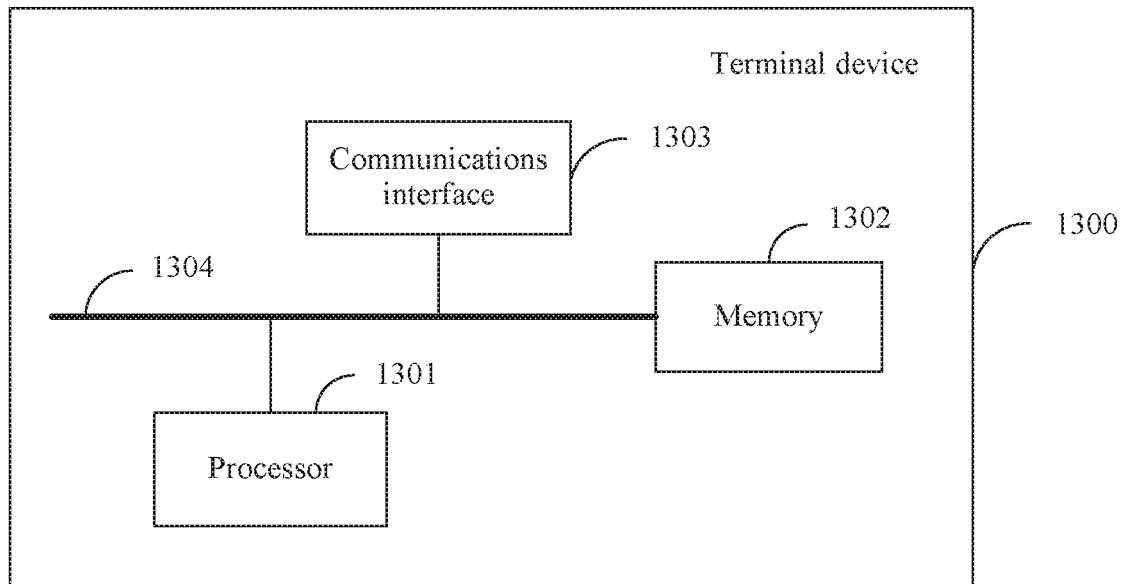 Terminal device
Communications
interface
1303
1302
1300
1304
Memory
1301
Processor